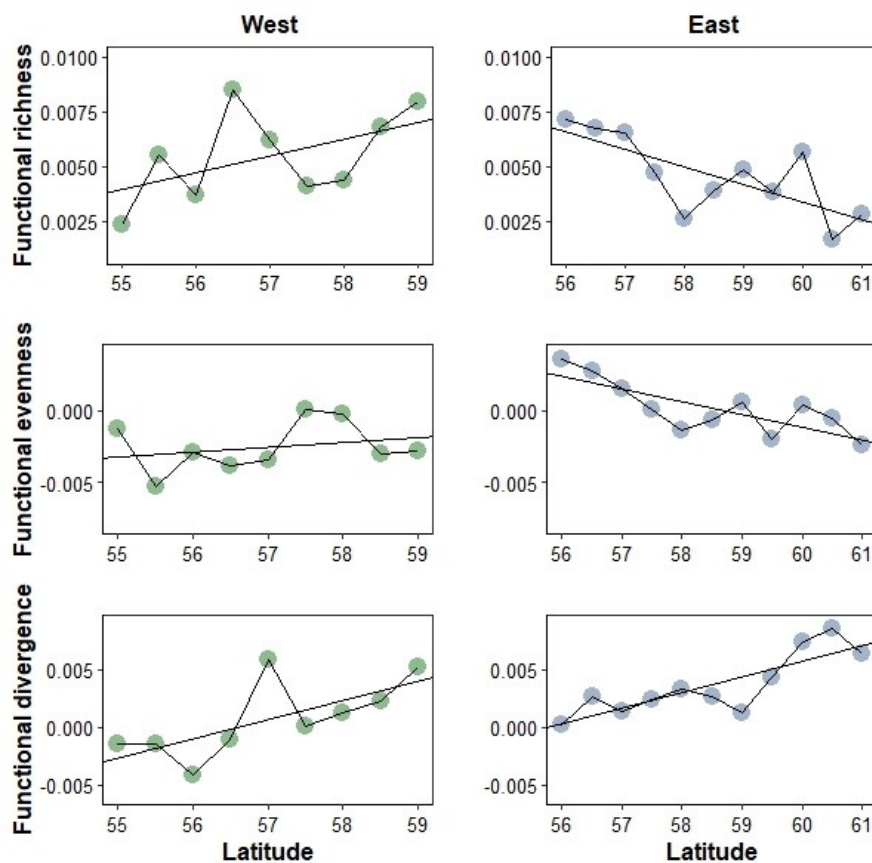 West East
Functional richness
0.0100 0.0100
0.0075 0.0075
0.0050 0.0050
0.0025 0.0025
55 56 57 58 59 56 57 58 59 60 61
Functional evenness
0.000 0.000
-0.005 -0.005
55 56 57 58 59 56 57 58 59 60 61
Functional divergence
0.005 0.005
0.000 0.000
-0.005 -0.005
55 56 57 58 59 56 57 58 59 60 61
Latitude Latitude